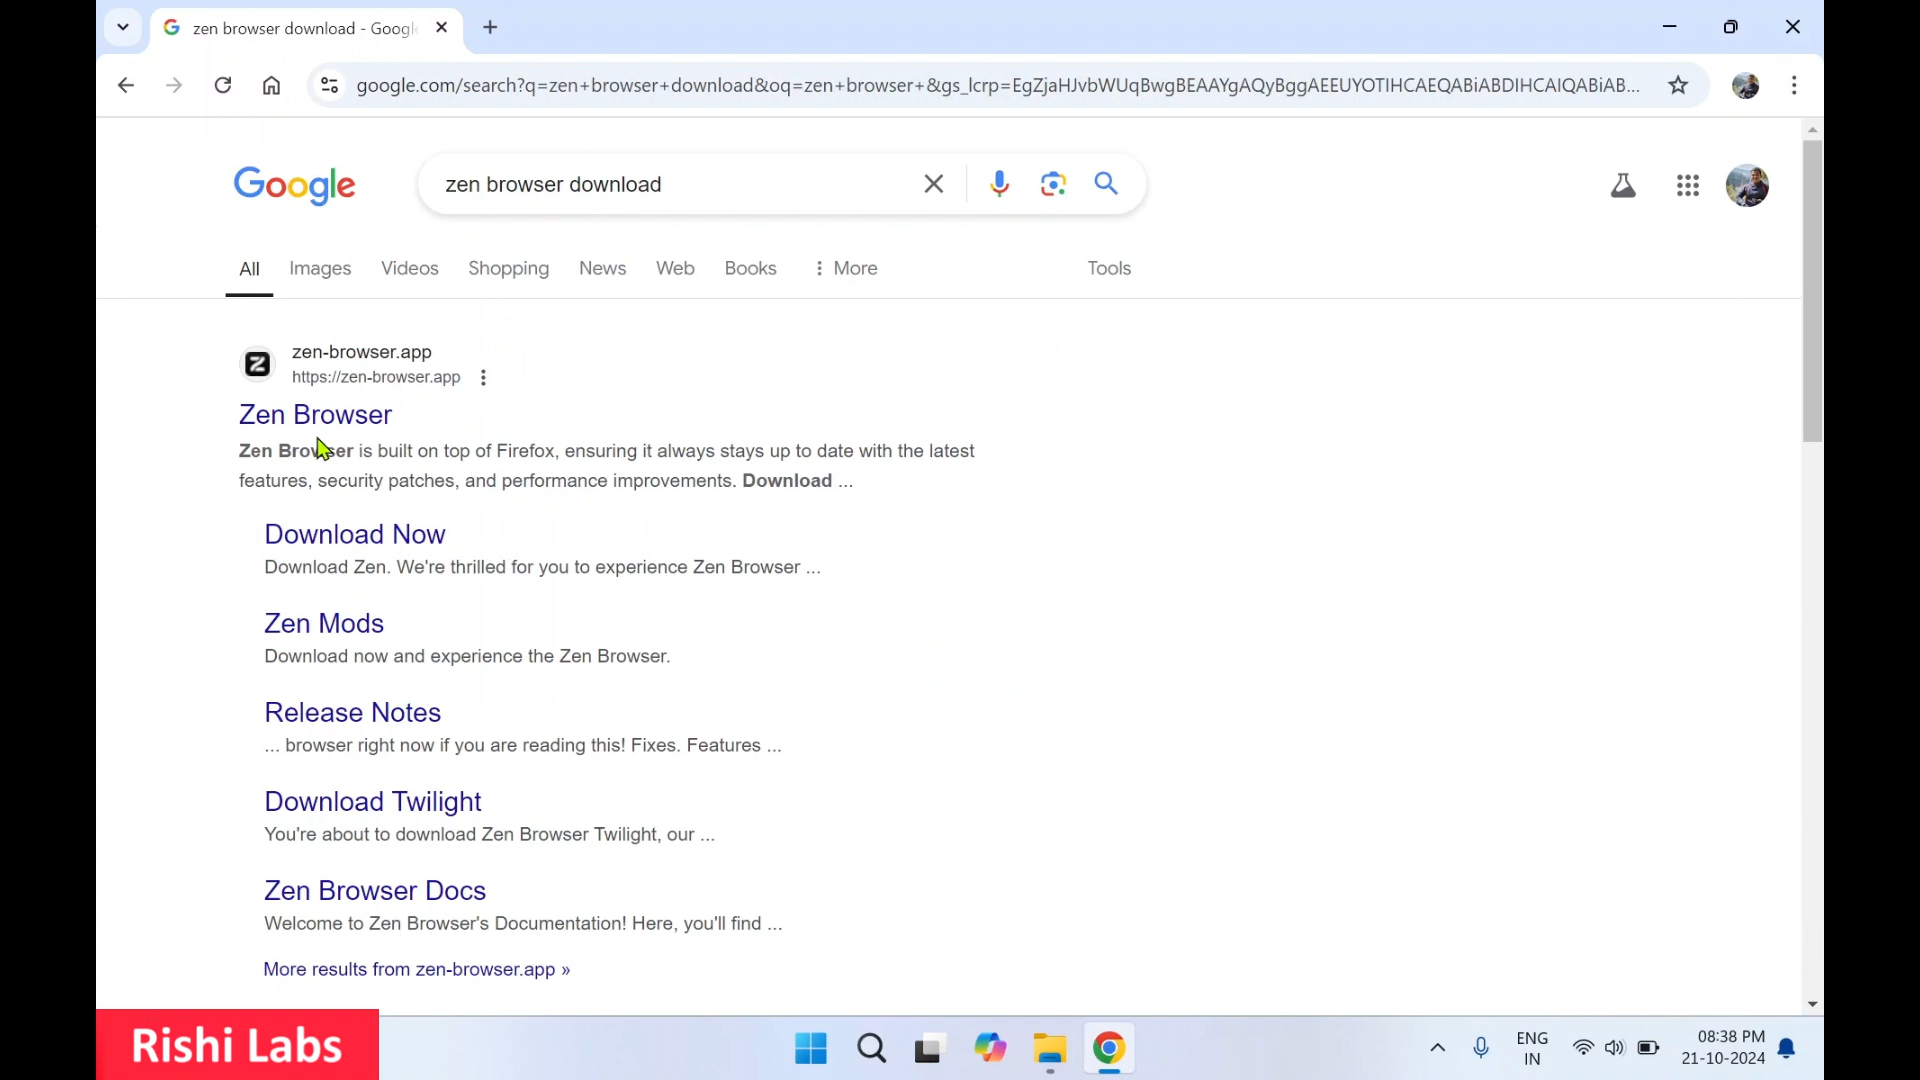 zen browser download - Googl
google.com/search?q=zen+browser+download&oq=zen+browser+&gs_lcrp=EgZjaHJvbWUqBwgBEAAYgAQyBggAEEUYOTIHCAEQABiABDIHCAIQABiAB...
Google
zen browser download
All Images Videos Shopping News Web Books More Tools
zen-browser.app
https://zen-browser.app
Zen Browser
Zen Browser is built on top of Firefox, ensuring it always stays up to date with the latest
features, security patches, and performance improvements. Download ...
Download Now
Download Zen. We're thrilled for you to experience Zen Browser ...
Zen Mods
Download now and experience the Zen Browser.
Release Notes
... browser right now if you are reading this! Fixes. Features ...
Download Twilight
You're about to download Zen Browser Twilight, our ...
Zen Browser Docs
Welcome to Zen Browser's Documentation! Here, you'll find ...
More results from zen-browser.app »
Rishi Labs
ENG
IN
08:38 PM
21-10-2024